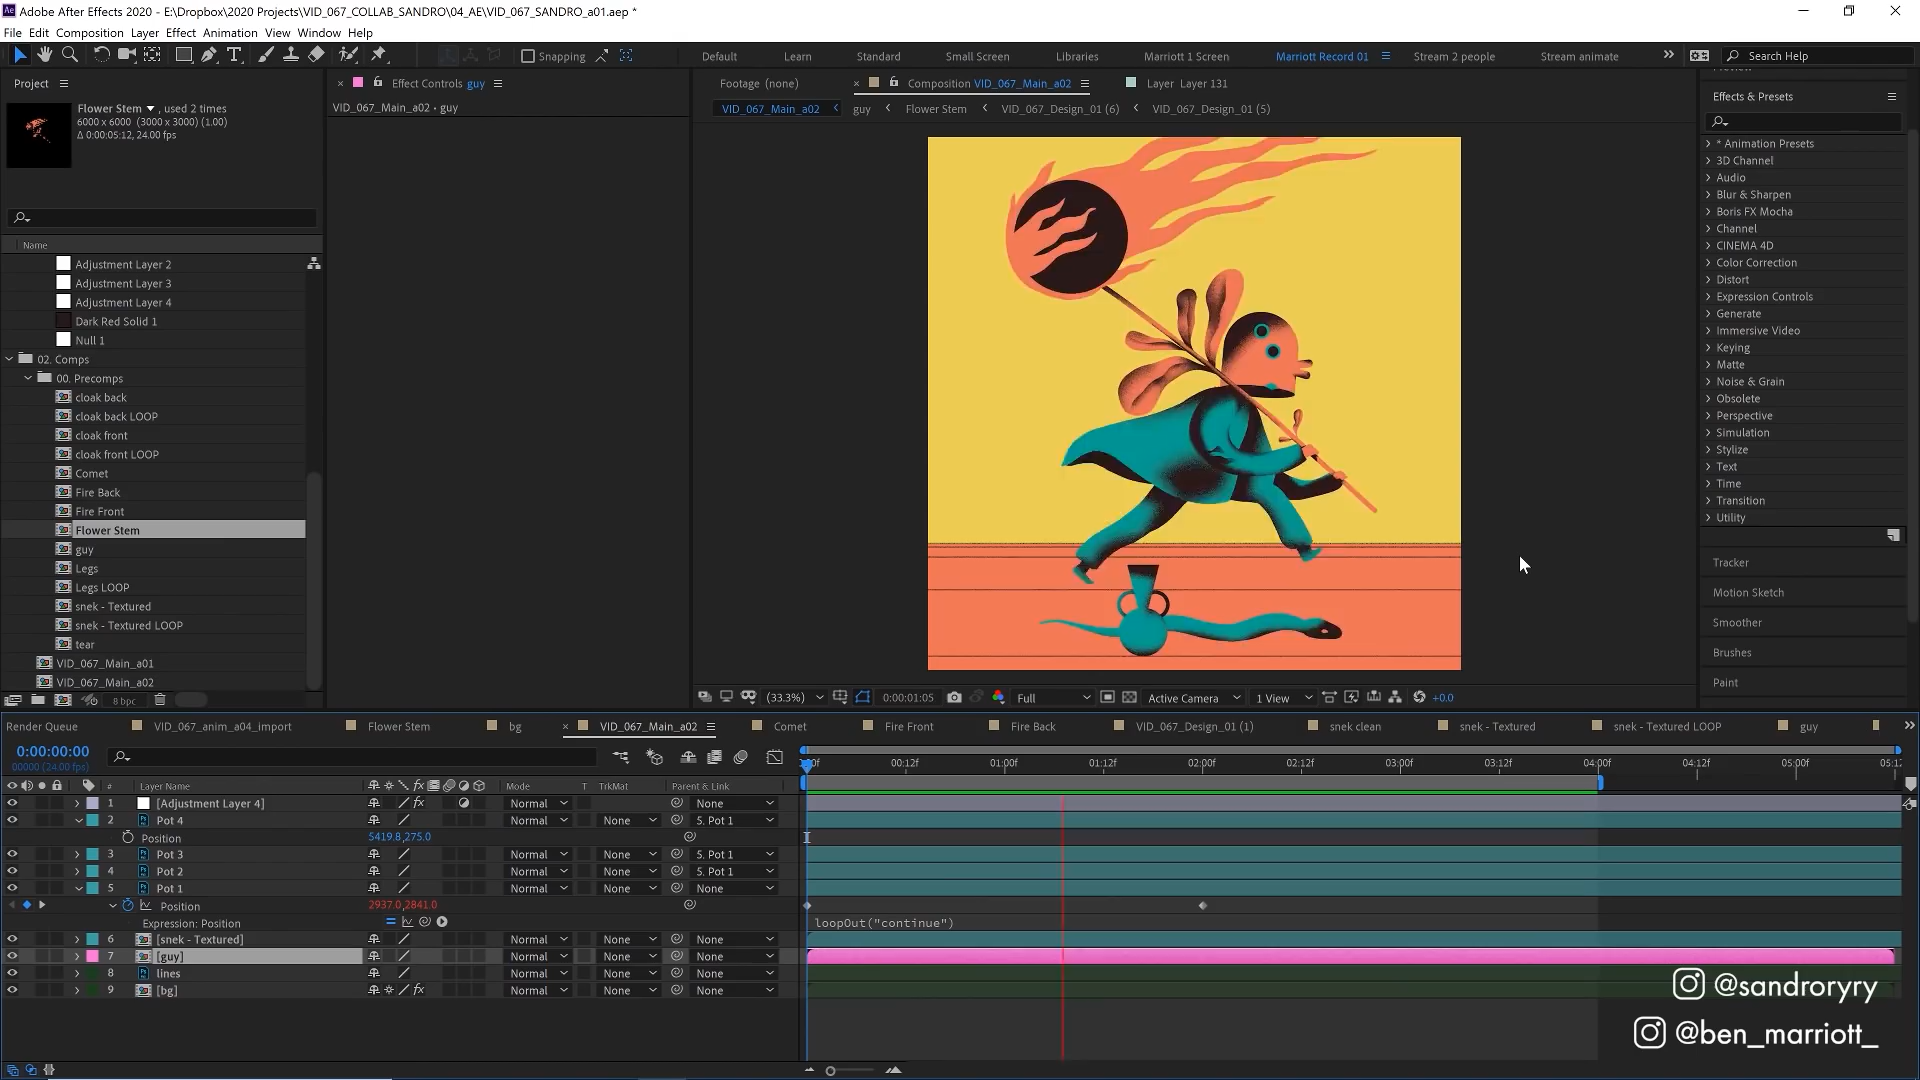 Adobe After Effects 2020 - E:\Dropbox\2020 Projects\VID_067_COLLAB_SANDRO\04_AE\VID_067_SANDRO_a01.aep *
File Edit Composition Layer Effect Animation View Window Help
Snapping Default Learn Standard Small Screen Libraries Marriott 1 Screen Marriott Record 01 Stream 2 people Stream animate Search Help
Project
Flower Stem , used 2 times
6000 x 6000 (3000 x 3000) (1.00)
Δ 0:00:05:12, 24.00 fps
Name
Adjustment Layer 2
Adjustment Layer 3
Adjustment Layer 4
Dark Red Solid 1
Null 1
02. Comps
00. Precomps
cloak back
cloak back LOOP
cloak front
cloak front LOOP
Comet
Fire Back
Fire Front
Flower Stem
guy
Legs
Legs LOOP
snek - Textured
snek - Textured LOOP
tear
VID_067_Main_a01
VID_067_Main_a02
8 bpc
Effect Controls guy
VID_067_Main_a02 • guy
Footage (none) Composition VID_067_Main_a02 Layer Layer 131
VID_067_Main_a02 guy Flower Stem VID_067_Design_01 (6) VID_067_Design_01 (5)
(33.3%) 0:00:01:05 Full Active Camera 1 View +0.0
Effects & Presets
* Animation Presets
3D Channel
Audio
Blur & Sharpen
Boris FX Mocha
Channel
CINEMA 4D
Color Correction
Distort
Expression Controls
Generate
Immersive Video
Keying
Matte
Noise & Grain
Obsolete
Perspective
Simulation
Stylize
Text
Time
Transition
Utility
Tracker
Motion Sketch
Smoother
Brushes
Paint
Render Queue VID_067_anim_a04_import Flower Stem bg VID_067_Main_a02 Comet Fire Front Fire Back VID_067_Design_01 (1) snek clean snek - Textured snek - Textured LOOP guy
0:00:00:00
00000 (24.00 fps)
00:12f 01:00f 01:12f 02:00f 02:12f 03:00f 03:12f 04:00f 04:12f 05:00f
# Layer Name Mode T TrkMat Parent & Link
1 [Adjustment Layer 4] Normal None
2 Pot 4 Normal None 5. Pot 1
Position 5419.8,275.0
3 Pot 3 Normal None 5. Pot 1
4 Pot 2 Normal None 5. Pot 1
5 Pot 1 Normal None None
Position 2937.0,2841.0
Expression: Position loopOut("continue")
6 [snek - Textured] Normal None None
7 [guy] Normal None None
8 lines Normal None None
9 [bg] Normal None None
@sandroryry
@ben_marriott_